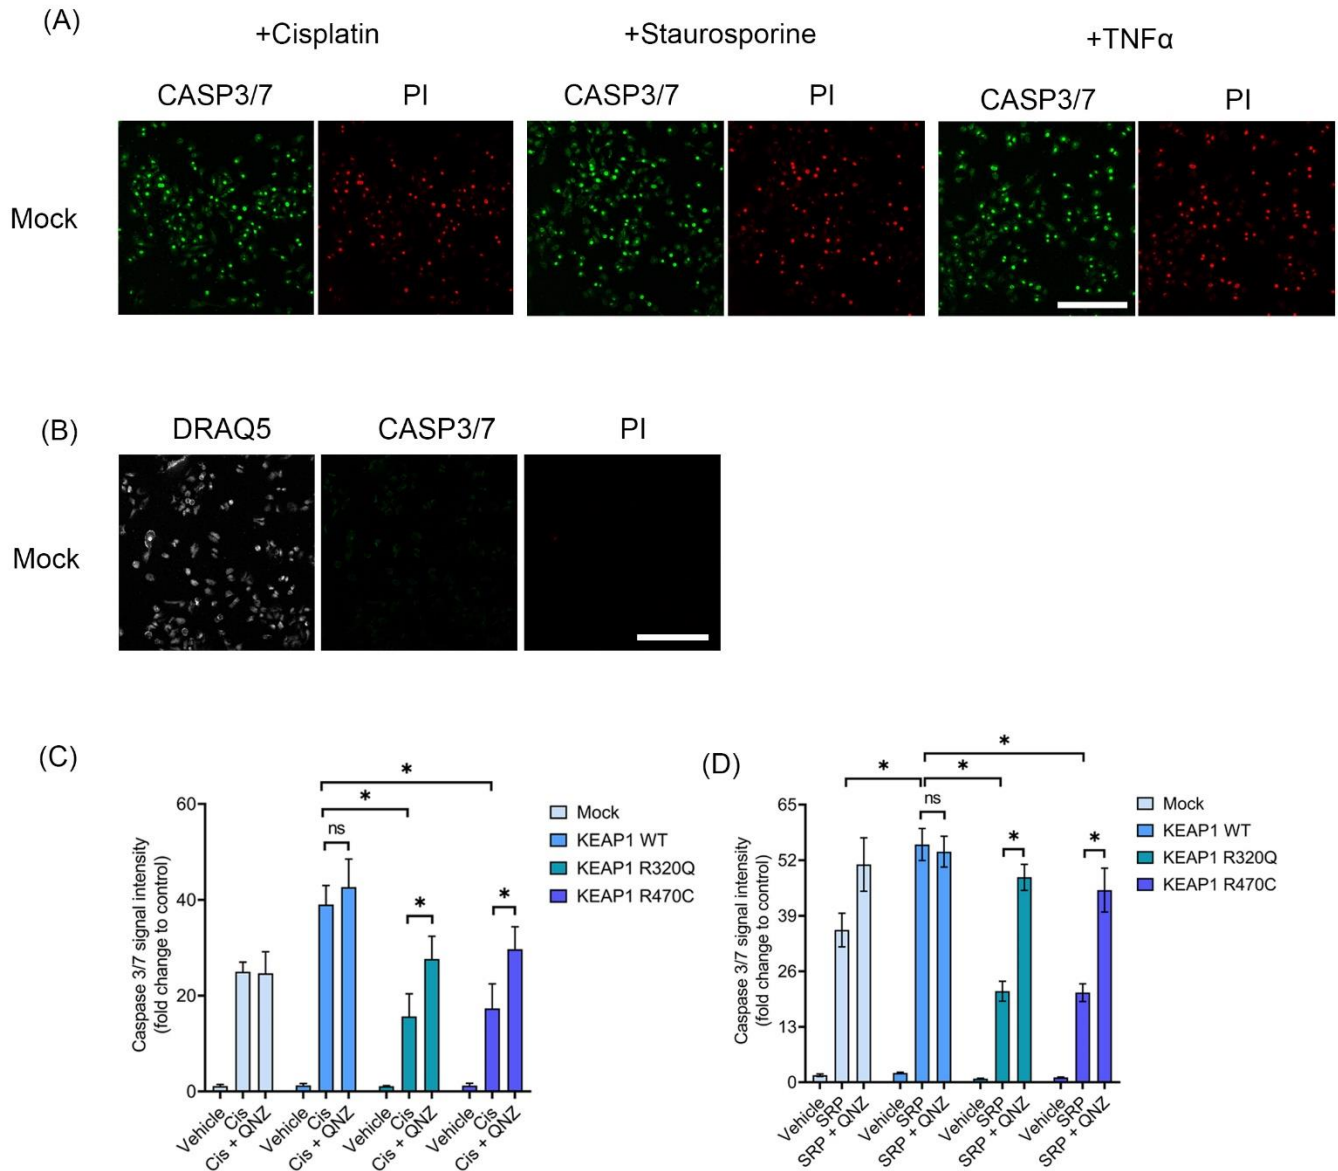 (A)
+Cisplatin +Staurosporine +TNFα
CASP3/7 PI CASP3/7 PI CASP3/7 PI
Mock
(B)
DRAQ5 CASP3/7 PI
Mock
(C)
Caspase 3/7 signal intensity
(fold change to control)
60
40
20
0
* * ns * *
Vehicle Cis Cis + QNZ Vehicle Cis Cis + QNZ Vehicle Cis Cis + QNZ Vehicle Cis Cis + QNZ
Mock
KEAP1 WT
KEAP1 R320Q
KEAP1 R470C
(D)
Caspase 3/7 signal intensity
(fold change to control)
65
52
39
26
13
0
* * * ns * *
Vehicle SRP SRP + QNZ Vehicle SRP SRP + QNZ Vehicle SRP SRP + QNZ Vehicle SRP SRP + QNZ
Mock
KEAP1 WT
KEAP1 R320Q
KEAP1 R470C